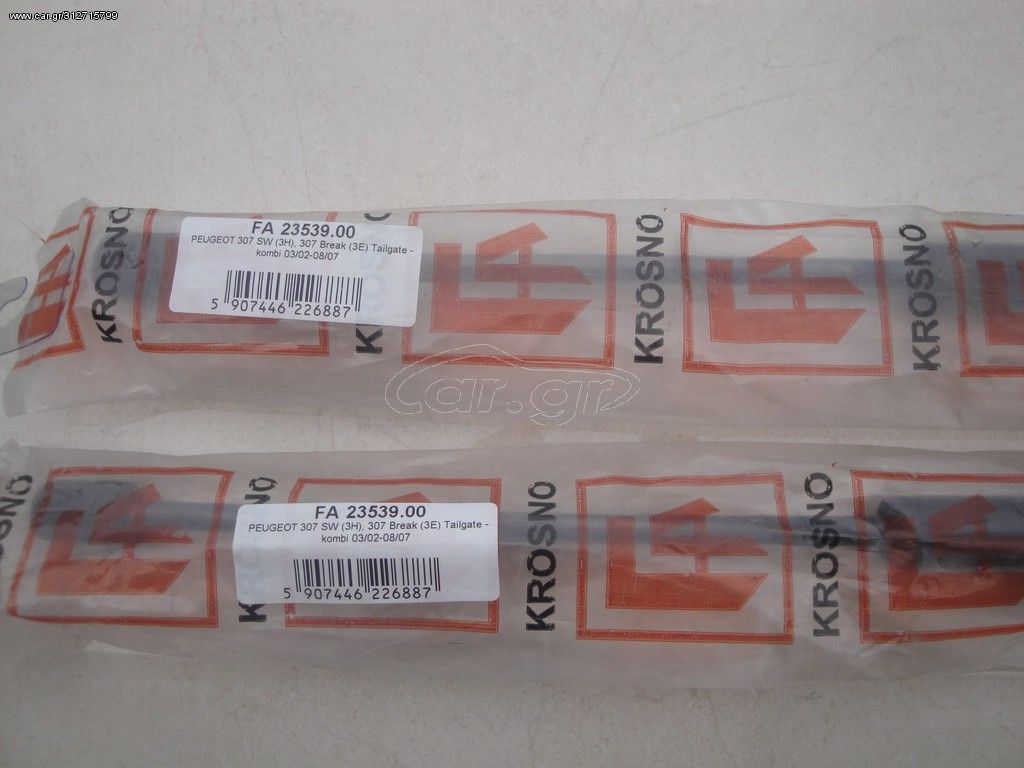 www.car.gr/312715799
KROSNO
FA 23539.00
PEUGEOT 307 SW (3H), 307 Break (3E) Tailgate -
kombi 03/02-08/07
5 907446 226887
KROSNO
KROSNO
car.gr
KROSNO
FA 23539.00
PEUGEOT 307 SW (3H), 307 Break (3E) Tailgate -
kombi 03/02-08/07
5 907446 226887
KROSNO
KROSNO